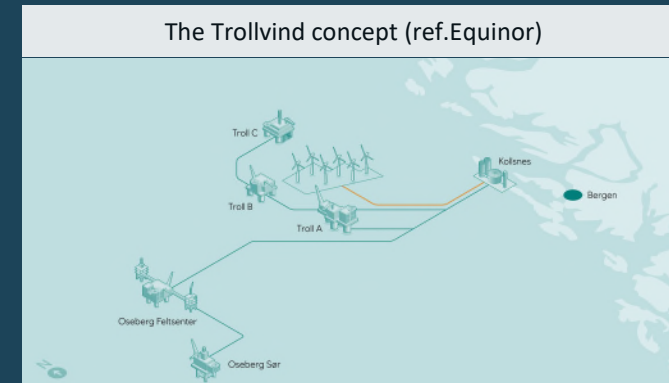 The Trollvind concept (ref.Equinor)
Troll C
Kollsnes
Troll B
Bergen
Troll A
Oseberg Feltsenter
Oseberg Sør
N